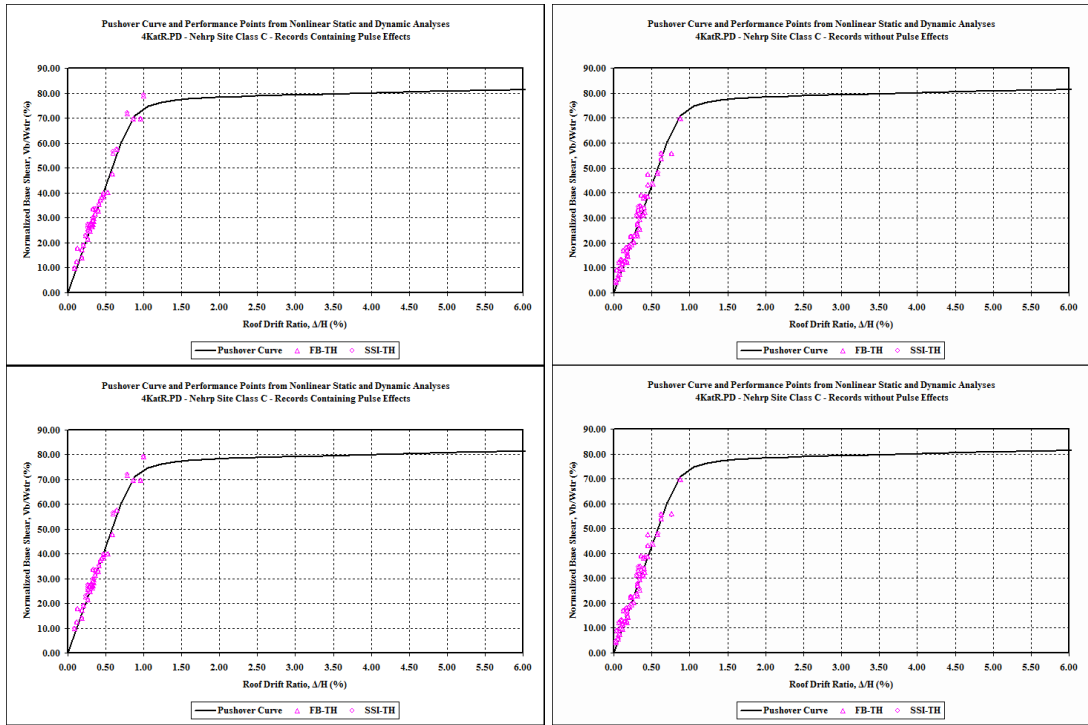 Pushover Curve and Performance Points from Nonlinear Static and Dynamic Analyses
4KatR.PD - Nehrp Site Class C - Records Containing Pulse Effects
Normalized Base Shear, Vb/Wstr (%)
90.00
80.00
70.00
60.00
50.00
40.00
30.00
20.00
10.00
0.00
0.00 0.50 1.00 1.50 2.00 2.50 3.00 3.50 4.00 4.50 5.00 5.50 6.00
Roof Drift Ratio, Δ/H (%)
Pushover Curve FB-TH SSI-TH
Pushover Curve and Performance Points from Nonlinear Static and Dynamic Analyses
4KatR.PD - Nehrp Site Class C - Records without Pulse Effects
Normalized Base Shear, Vb/Wstr (%)
90.00
80.00
70.00
60.00
50.00
40.00
30.00
20.00
10.00
0.00
0.00 0.50 1.00 1.50 2.00 2.50 3.00 3.50 4.00 4.50 5.00 5.50 6.00
Roof Drift Ratio, Δ/H (%)
Pushover Curve FB-TH SSI-TH
Pushover Curve and Performance Points from Nonlinear Static and Dynamic Analyses
4KatR.PD - Nehrp Site Class C - Records Containing Pulse Effects
Normalized Base Shear, Vb/Wstr (%)
90.00
80.00
70.00
60.00
50.00
40.00
30.00
20.00
10.00
0.00
0.00 0.50 1.00 1.50 2.00 2.50 3.00 3.50 4.00 4.50 5.00 5.50 6.00
Roof Drift Ratio, Δ/H (%)
Pushover Curve FB-TH SSI-TH
Pushover Curve and Performance Points from Nonlinear Static and Dynamic Analyses
4KatR.PD - Nehrp Site Class C - Records without Pulse Effects
Normalized Base Shear, Vb/Wstr (%)
90.00
80.00
70.00
60.00
50.00
40.00
30.00
20.00
10.00
0.00
0.00 0.50 1.00 1.50 2.00 2.50 3.00 3.50 4.00 4.50 5.00 5.50 6.00
Roof Drift Ratio, Δ/H (%)
Pushover Curve FB-TH SSI-TH